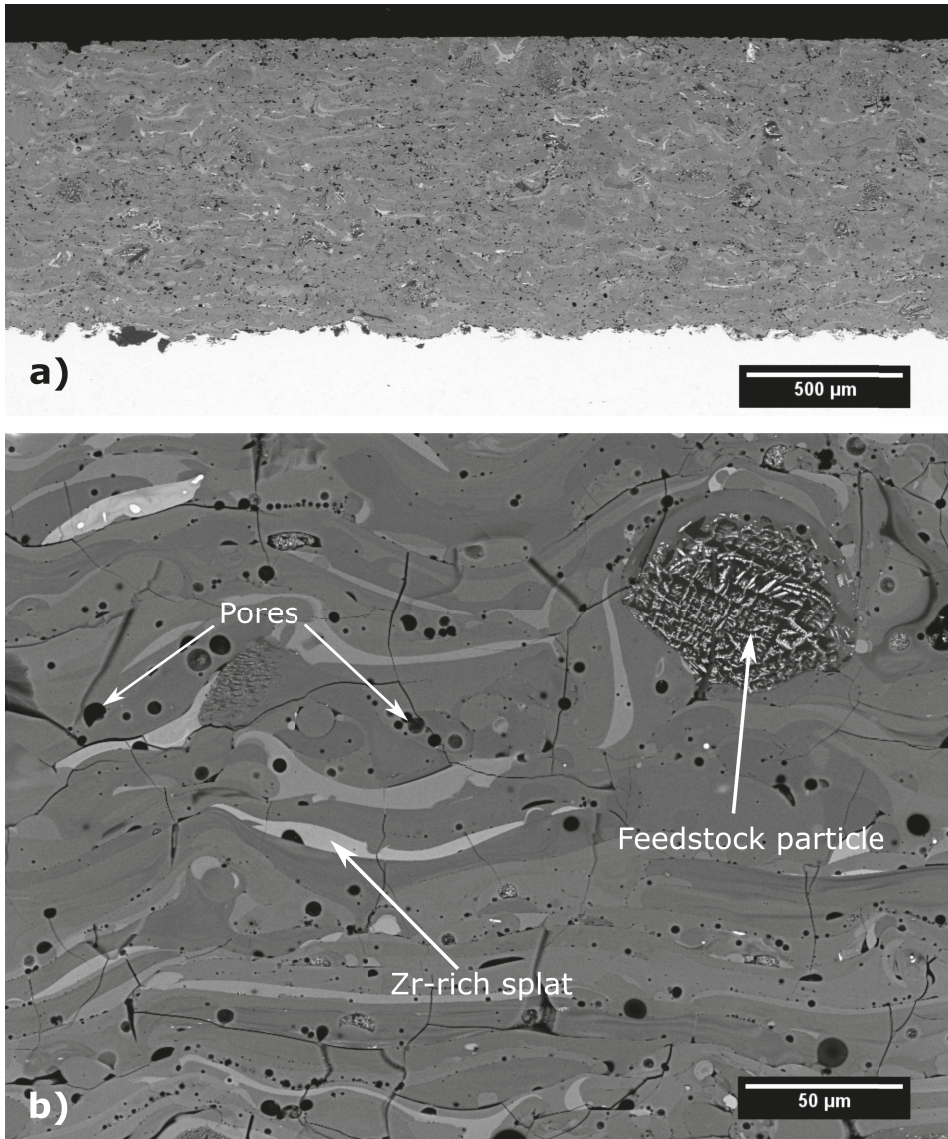 a)
500 µm
Pores
Feedstock particle
Zr-rich splat
b)
50 µm